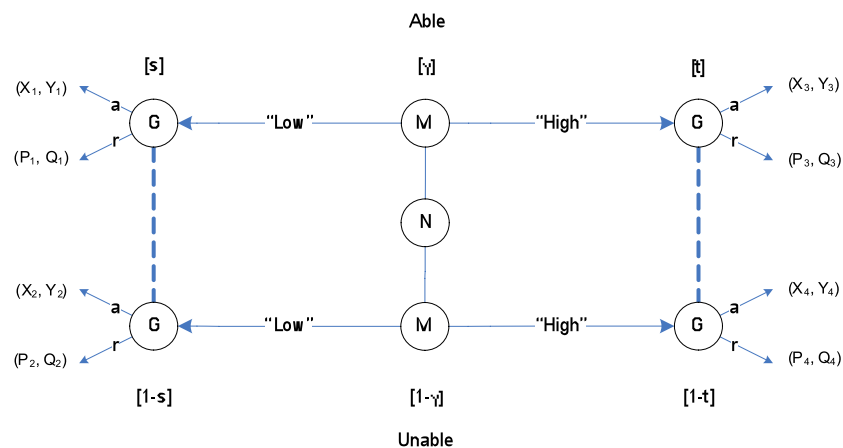 Able
[s] [γ] [t]
(X₁, Y₁) a (X₃, Y₃) a
G "Low" M "High" G
(P₁, Q₁) r (P₃, Q₃) r
N
(X₂, Y₂) a (X₄, Y₄) a
G "Low" M "High" G
(P₂, Q₂) r (P₄, Q₄) r
[1-s] [1-γ] [1-t]
Unable